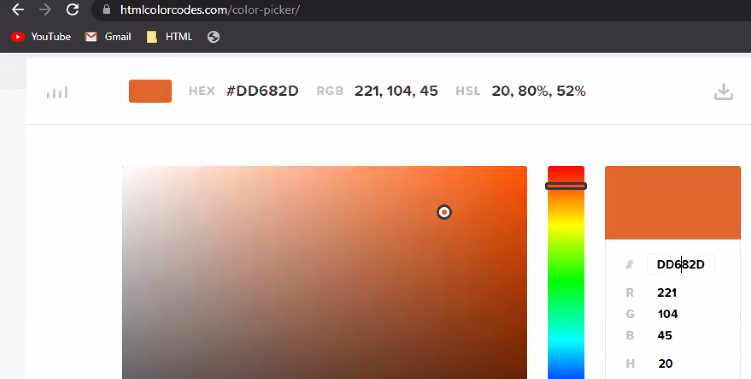 htmlcolorcodes.com/color-picker/
YouTube Gmail HTML
HEX #DD682D RGB 221, 104, 45 HSL 20, 80%, 52%
# DD682D
R 221
G 104
B 45
H 20